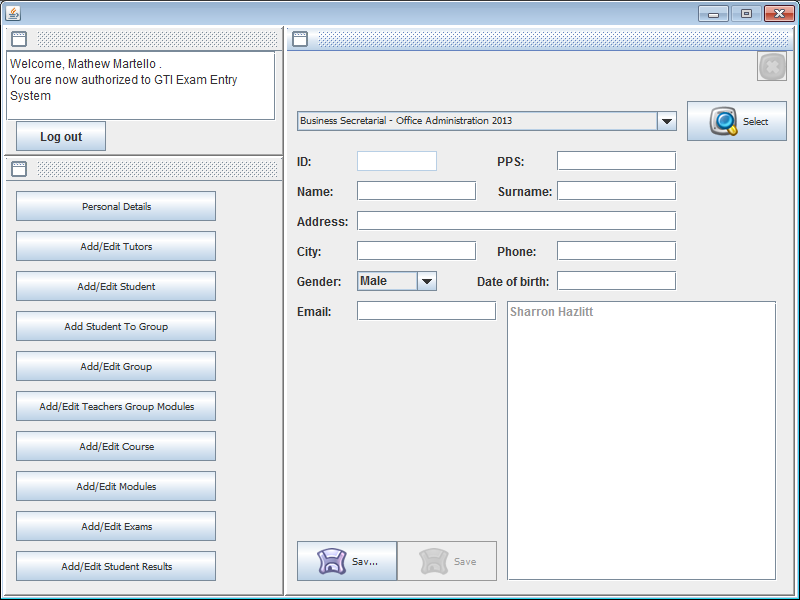 Welcome, Mathew Martello .
You are now authorized to GTI Exam Entry
System
Log out
Personal Details
Add/Edit Tutors
Add/Edit Student
Add Student To Group
Add/Edit Group
Add/Edit Teachers Group Modules
Add/Edit Course
Add/Edit Modules
Add/Edit Exams
Add/Edit Student Results
Business Secretarial - Office Administration 2013
Select
ID:
PPS:
Name:
Surname:
Address:
City:
Phone:
Gender:
Male
Date of birth:
Email:
Sharron Hazlitt
Sav...
Save